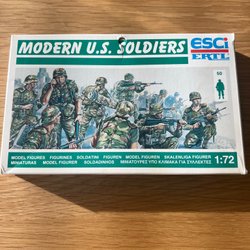 MODERN U.S. SOLDIERS
ESCI
ERTL
50
MODEL FIGURES FIGURINES SOLDATINI FIGUREN MODEL FIGUREN SKALENLIGA FIGURER
MINIATURAS MODEL FIGURER SOLDADINHOS ΜΙΝΙΑΤΟΥΡΕΣ ΥΠΟ ΚΛΙΜΑΚΑ ΓΙΑ ΣΥΛΛΕΚΤΕΣ
1:72